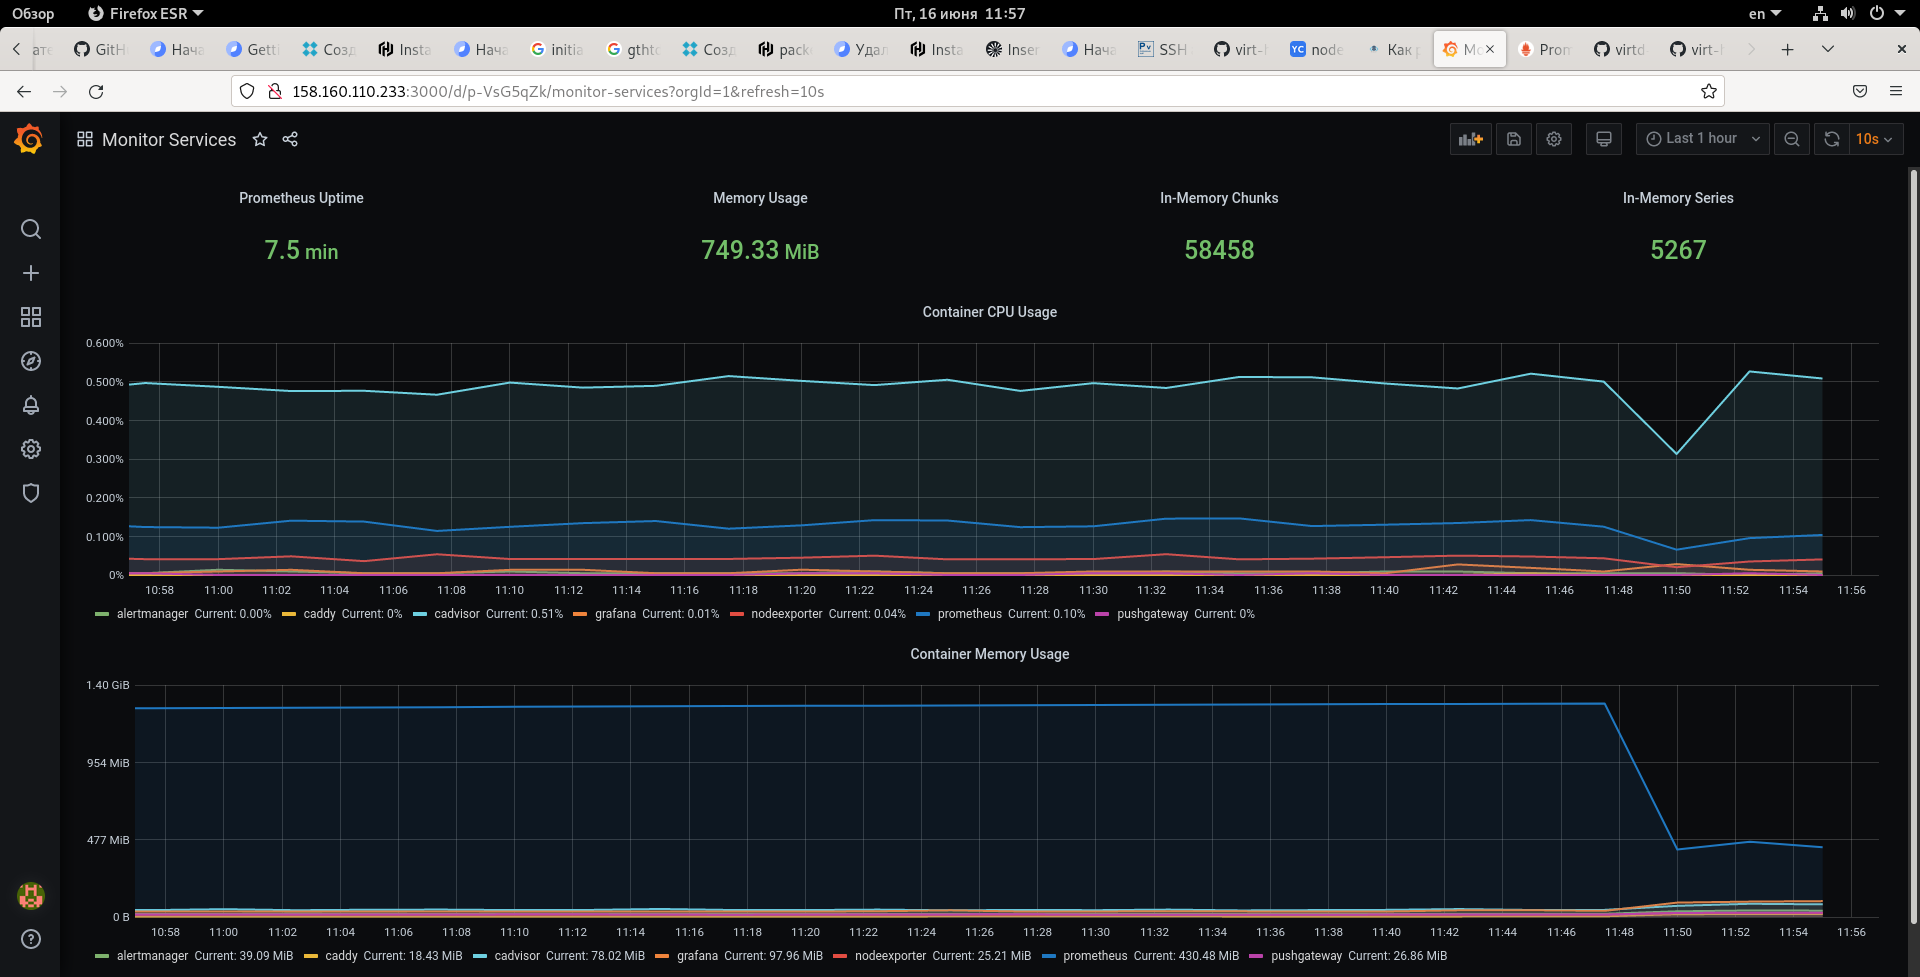 Обзор Firefox ESR Пт, 16 июня 11:57 en
GitH Нача Getti Созд Insta Нача initia gthtc Созд pack Удал Insta Inser Нача SSH virt- node Как Mo Prom virtd virt-
158.160.110.233:3000/d/p-VsG5qZk/monitor-services?orgId=1&refresh=10s
Monitor Services Last 1 hour 10s
Prometheus Uptime Memory Usage In-Memory Chunks In-Memory Series
7.5 min 749.33 MiB 58458 5267
Container CPU Usage
0.600%
0.500%
0.400%
0.300%
0.200%
0.100%
0%
10:58 11:00 11:02 11:04 11:06 11:08 11:10 11:12 11:14 11:16 11:18 11:20 11:22 11:24 11:26 11:28 11:30 11:32 11:34 11:36 11:38 11:40 11:42 11:44 11:46 11:48 11:50 11:52 11:54 11:56
alertmanager Current: 0.00% caddy Current: 0% cadvisor Current: 0.51% grafana Current: 0.01% nodeexporter Current: 0.04% prometheus Current: 0.10% pushgateway Current: 0%
Container Memory Usage
1.40 GiB
954 MiB
477 MiB
0 B
10:58 11:00 11:02 11:04 11:06 11:08 11:10 11:12 11:14 11:16 11:18 11:20 11:22 11:24 11:26 11:28 11:30 11:32 11:34 11:36 11:38 11:40 11:42 11:44 11:46 11:48 11:50 11:52 11:54 11:56
alertmanager Current: 39.09 MiB caddy Current: 18.43 MiB cadvisor Current: 78.02 MiB grafana Current: 97.96 MiB nodeexporter Current: 25.21 MiB prometheus Current: 430.48 MiB pushgateway Current: 26.86 MiB